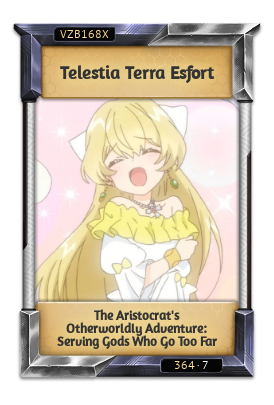 VZB168X
Telestia Terra Esfort
The Aristocrat's
Otherworldly Adventure:
Serving Gods Who Go Too Far
364·7